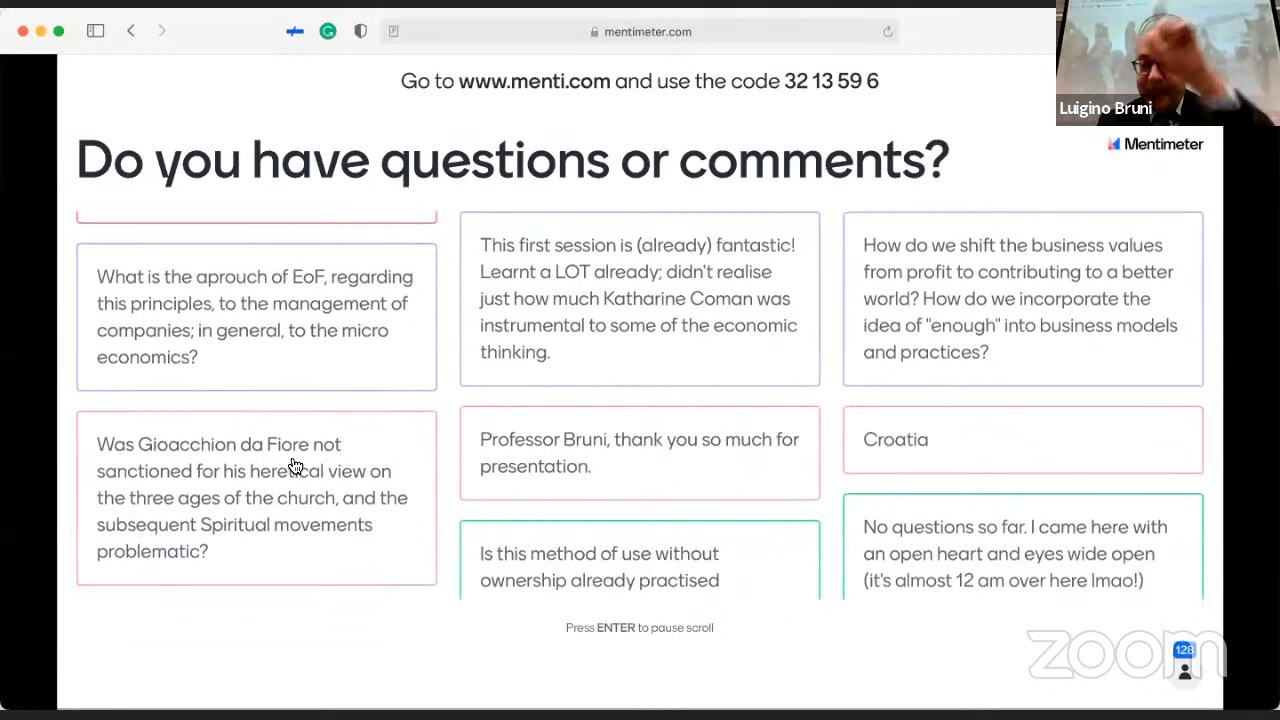 mentimeter.com
Go to www.menti.com and use the code 32 13 59 6
Luigino Bruni
Do you have questions or comments?
Mentimeter
What is the aprouch of EoF, regarding
this principles, to the management of
companies; in general, to the micro
economics?
Was Gioacchion da Fiore not
sanctioned for his heretical view on
the three ages of the church, and the
subsequent Spiritual movements
problematic?
This first session is (already) fantastic!
Learnt a LOT already; didn't realise
just how much Katharine Coman was
instrumental to some of the economic
thinking.
Professor Bruni, thank you so much for
presentation.
Is this method of use without
ownership already practised
How do we shift the business values
from profit to contributing to a better
world? How do we incorporate the
idea of "enough" into business models
and practices?
Croatia
No questions so far. I came here with
an open heart and eyes wide open
(it's almost 12 am over here lmao!)
Press ENTER to pause scroll
zoom
128